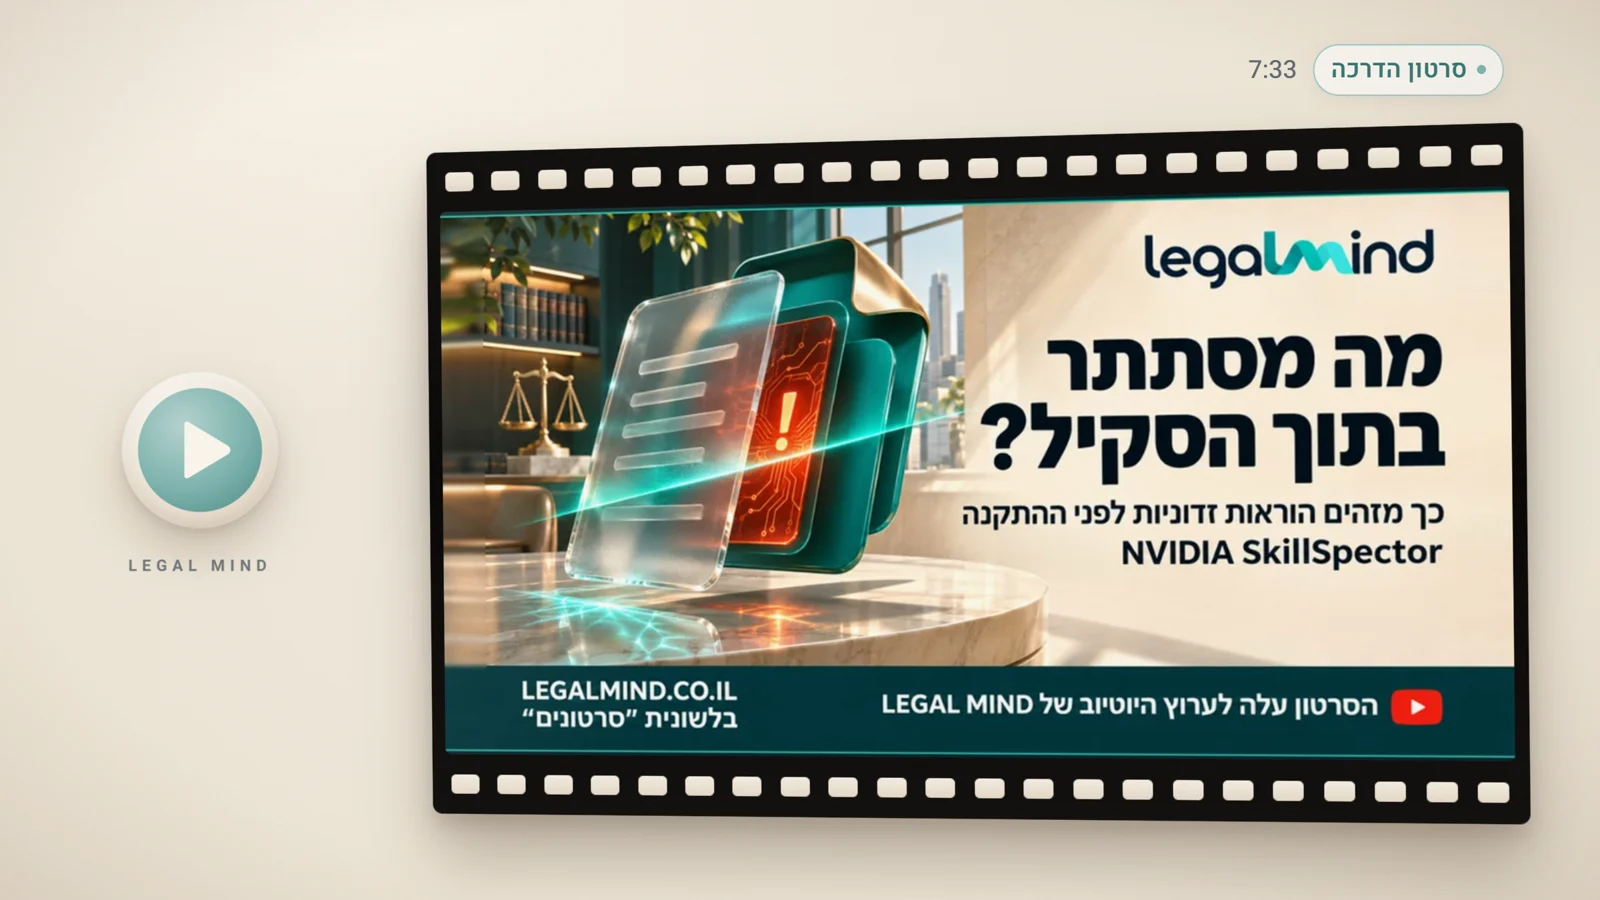 סרטון הדרכה
7:33
legalmind
מה מסתתר
בתוך הסקיל?
כך מזהים הוראות זדוניות לפני ההתקנה
NVIDIA SkillSpector
הסרטון עלה לערוץ היוטיוב של LEGAL MIND
LEGALMIND.CO.IL
בלשונית "סרטונים“
LEGAL MIND